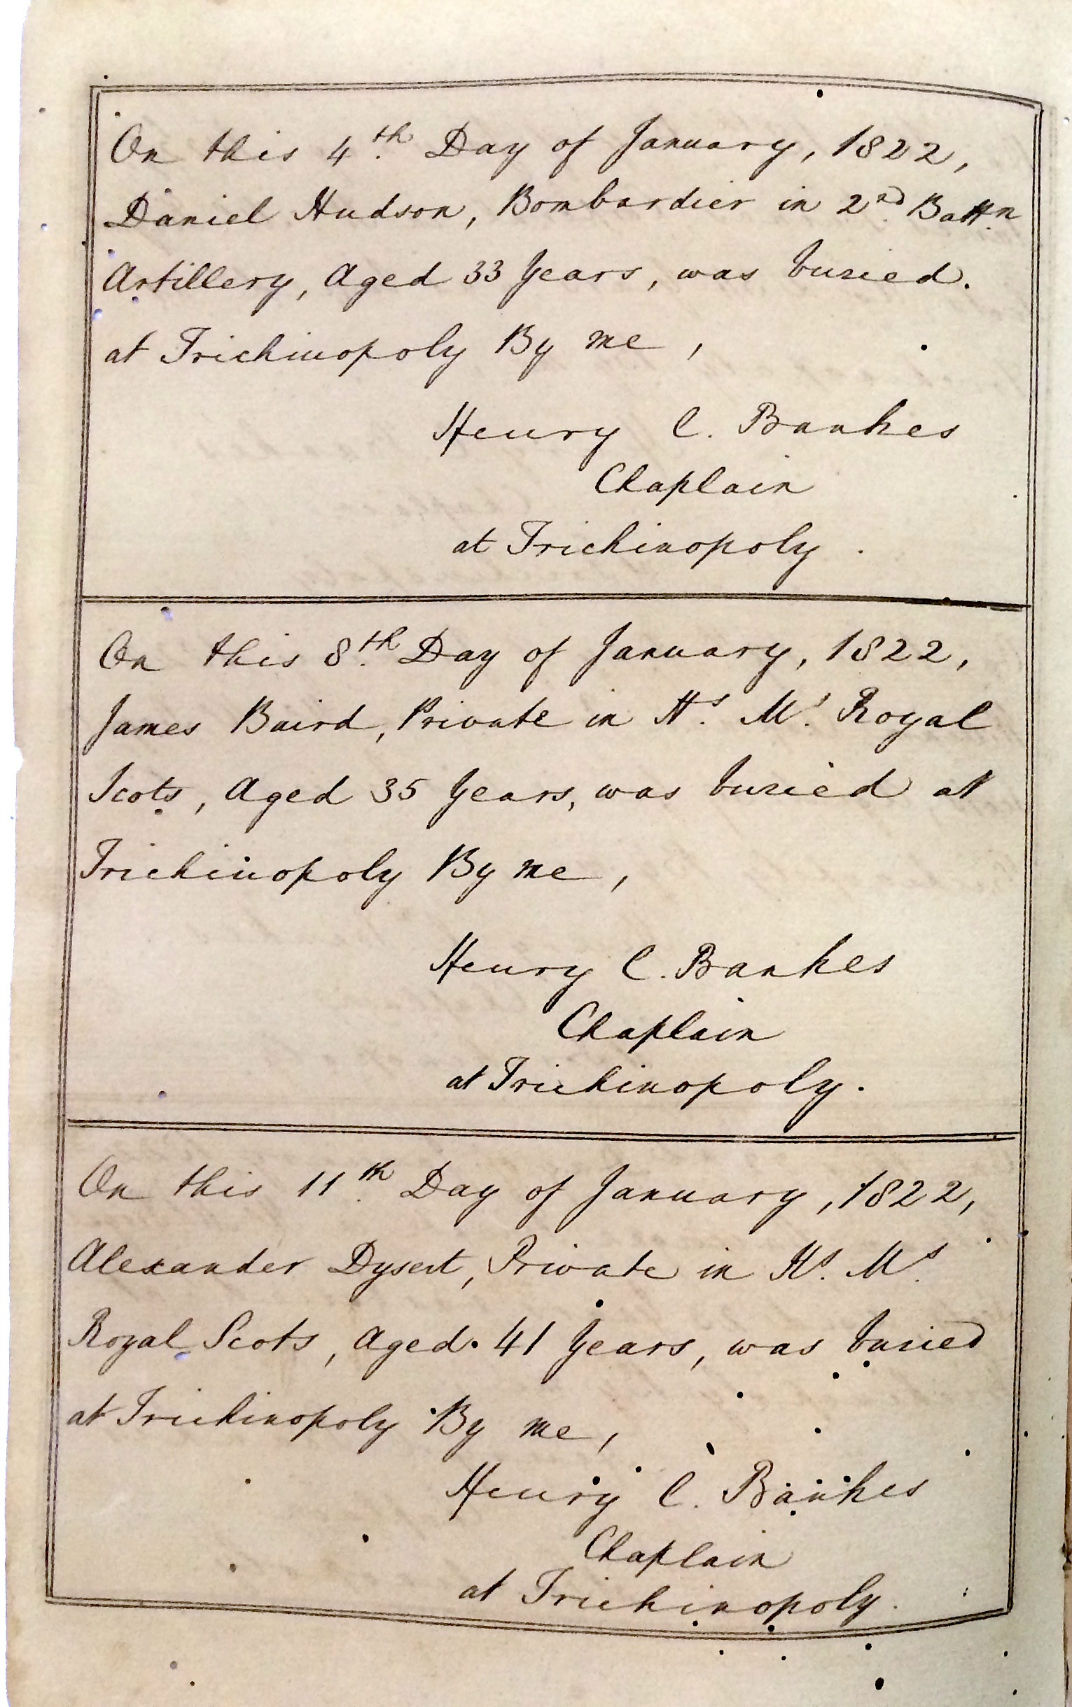 On this 4th Day of January, 1822,
Daniel Hudson, Bombardier in 2nd Battn
Artillery, Aged 33 Years, was buried.
at Trichinopoly By me,
Henry C. Bankes
Chaplain
at Trichinopoly.
On this 8th Day of January, 1822,
James Baird, Private in Hs. Ms. Royal
Scots, Aged 35 Years, was buried at
Trichinopoly By me,
Henry C. Bankes
Chaplain
at Trichinopoly.
On this 11th Day of January, 1822,
Alexander Dysert, Private in Hs. Ms.
Royal Scots, Aged 41 Years, was buried
at Trichinopoly By me,
Henry C. Bankes
Chaplain
at Trichinopoly.